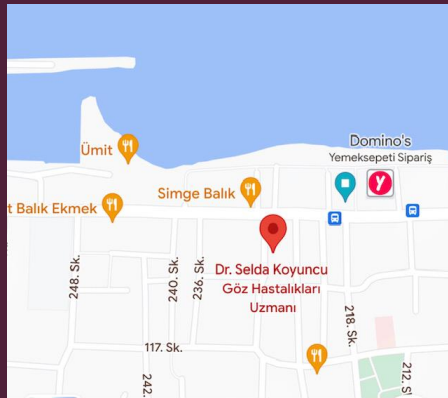 Domino's
Yemeksepeti Sipariş
Ümit
Simge Balık
t Balık Ekmek
Dr. Selda Koyuncu
Göz Hastalıkları
Uzmanı
248. Sk.
240. Sk.
236. Sk.
218. Sk.
117. Sk.
242.
212. S